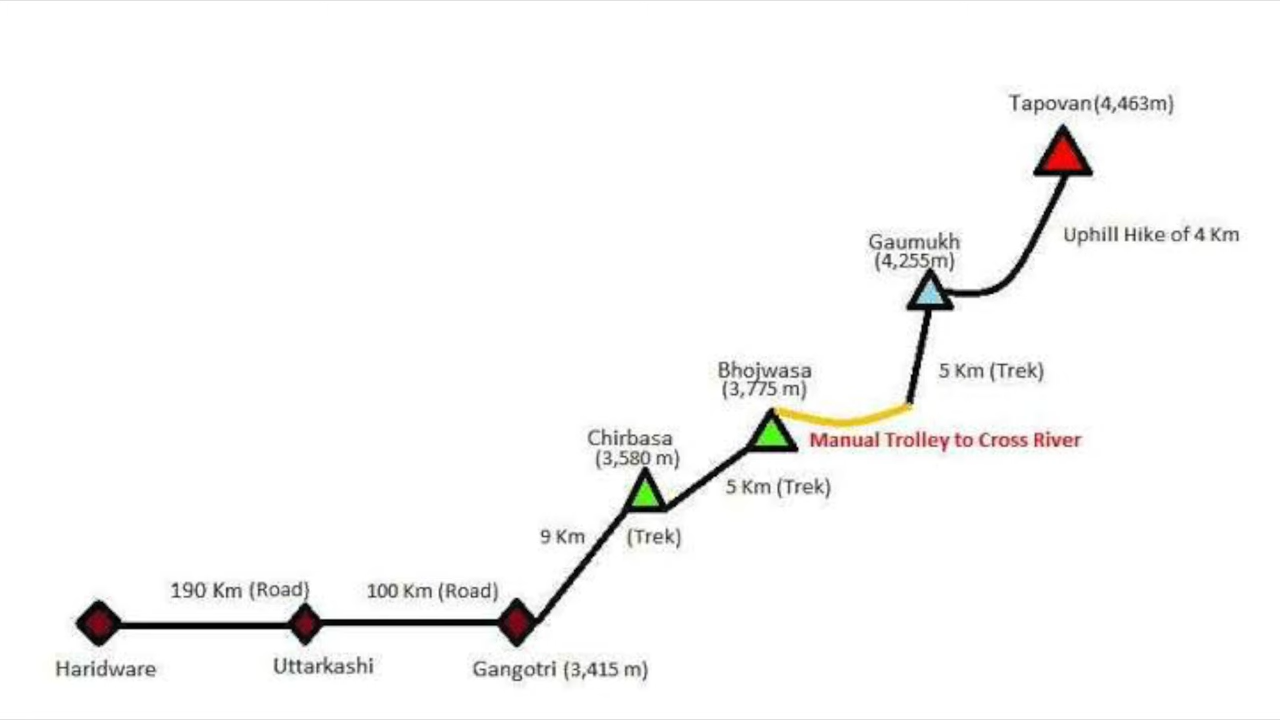 Tapovan(4,463m)
Uphill Hike of 4 Km
Gaumukh
(4,255m)
5 Km (Trek)
Bhojwasa
(3,775 m)
Manual Trolley to Cross River
Chirbasa
(3,580 m)
5 Km (Trek)
9 Km (Trek)
190 Km (Road)
100 Km (Road)
Haridware
Uttarkashi
Gangotri (3,415 m)